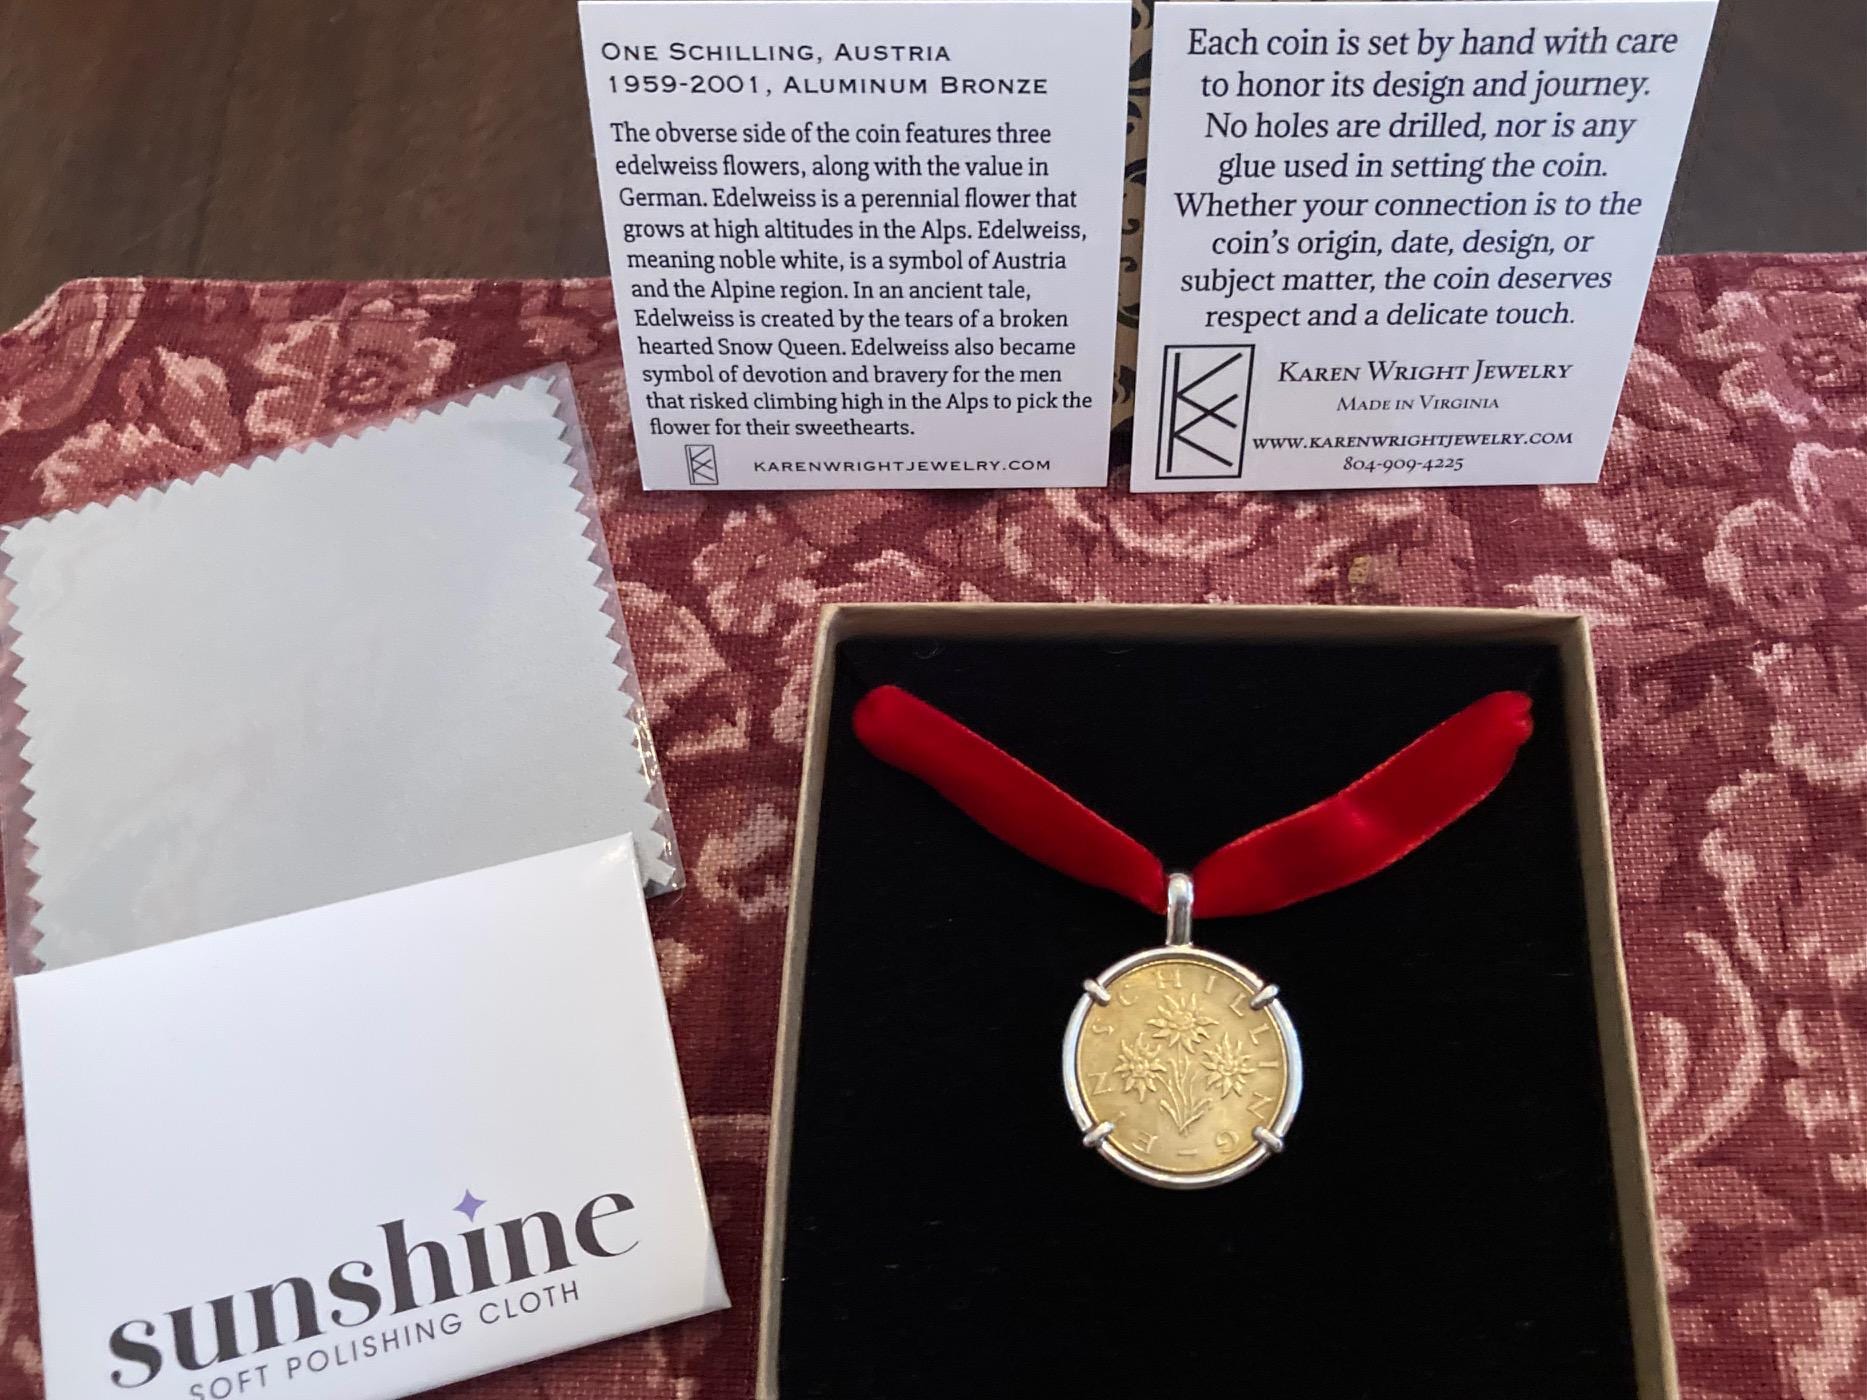 ONE SCHILLING, AUSTRIA
1959-2001, ALUMINUM BRONZE
The obverse side of the coin features three
edelweiss flowers, along with the value in
German. Edelweiss is a perennial flower that
grows at high altitudes in the Alps. Edelweiss,
meaning noble white, is a symbol of Austria
and the Alpine region. In an ancient tale,
Edelweiss is created by the tears of a broken
hearted Snow Queen. Edelweiss also became
symbol of devotion and bravery for the men
that risked climbing high in the Alps to pick the
flower for their sweethearts.
KARENWRIGHTJEWELRY.COM
Each coin is set by hand with care
to honor its design and journey.
No holes are drilled, nor is any
glue used in setting the coin.
Whether your connection is to the
coin's origin, date, design, or
subject matter, the coin deserves
respect and a delicate touch.
KAREN WRIGHT JEWELRY
MADE IN VIRGINIA
WWW.KARENWRIGHTJEWELRY.COM
804-909-4225
EIN SCHILLING
sunshine
SOFT POLISHING CLOTH